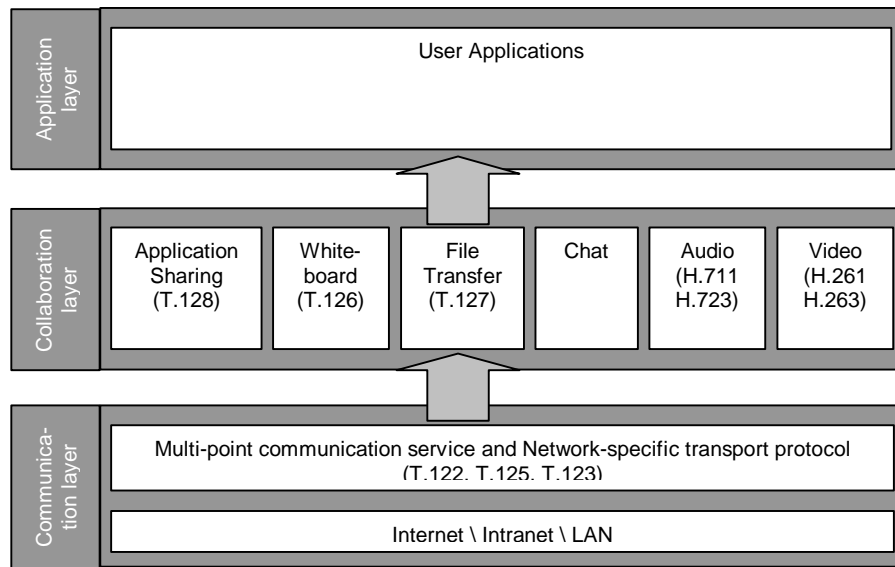 Application
layer
User Applications
Collaboration
layer
Application
Sharing
(T.128)
White-
board
(T.126)
File
Transfer
(T.127)
Chat
Audio
(H.711
H.723)
Video
(H.261
H.263)
Communica-
tion layer
Multi-point communication service and Network-specific transport protocol
(T.122, T.125, T.123)
Internet \ Intranet \ LAN